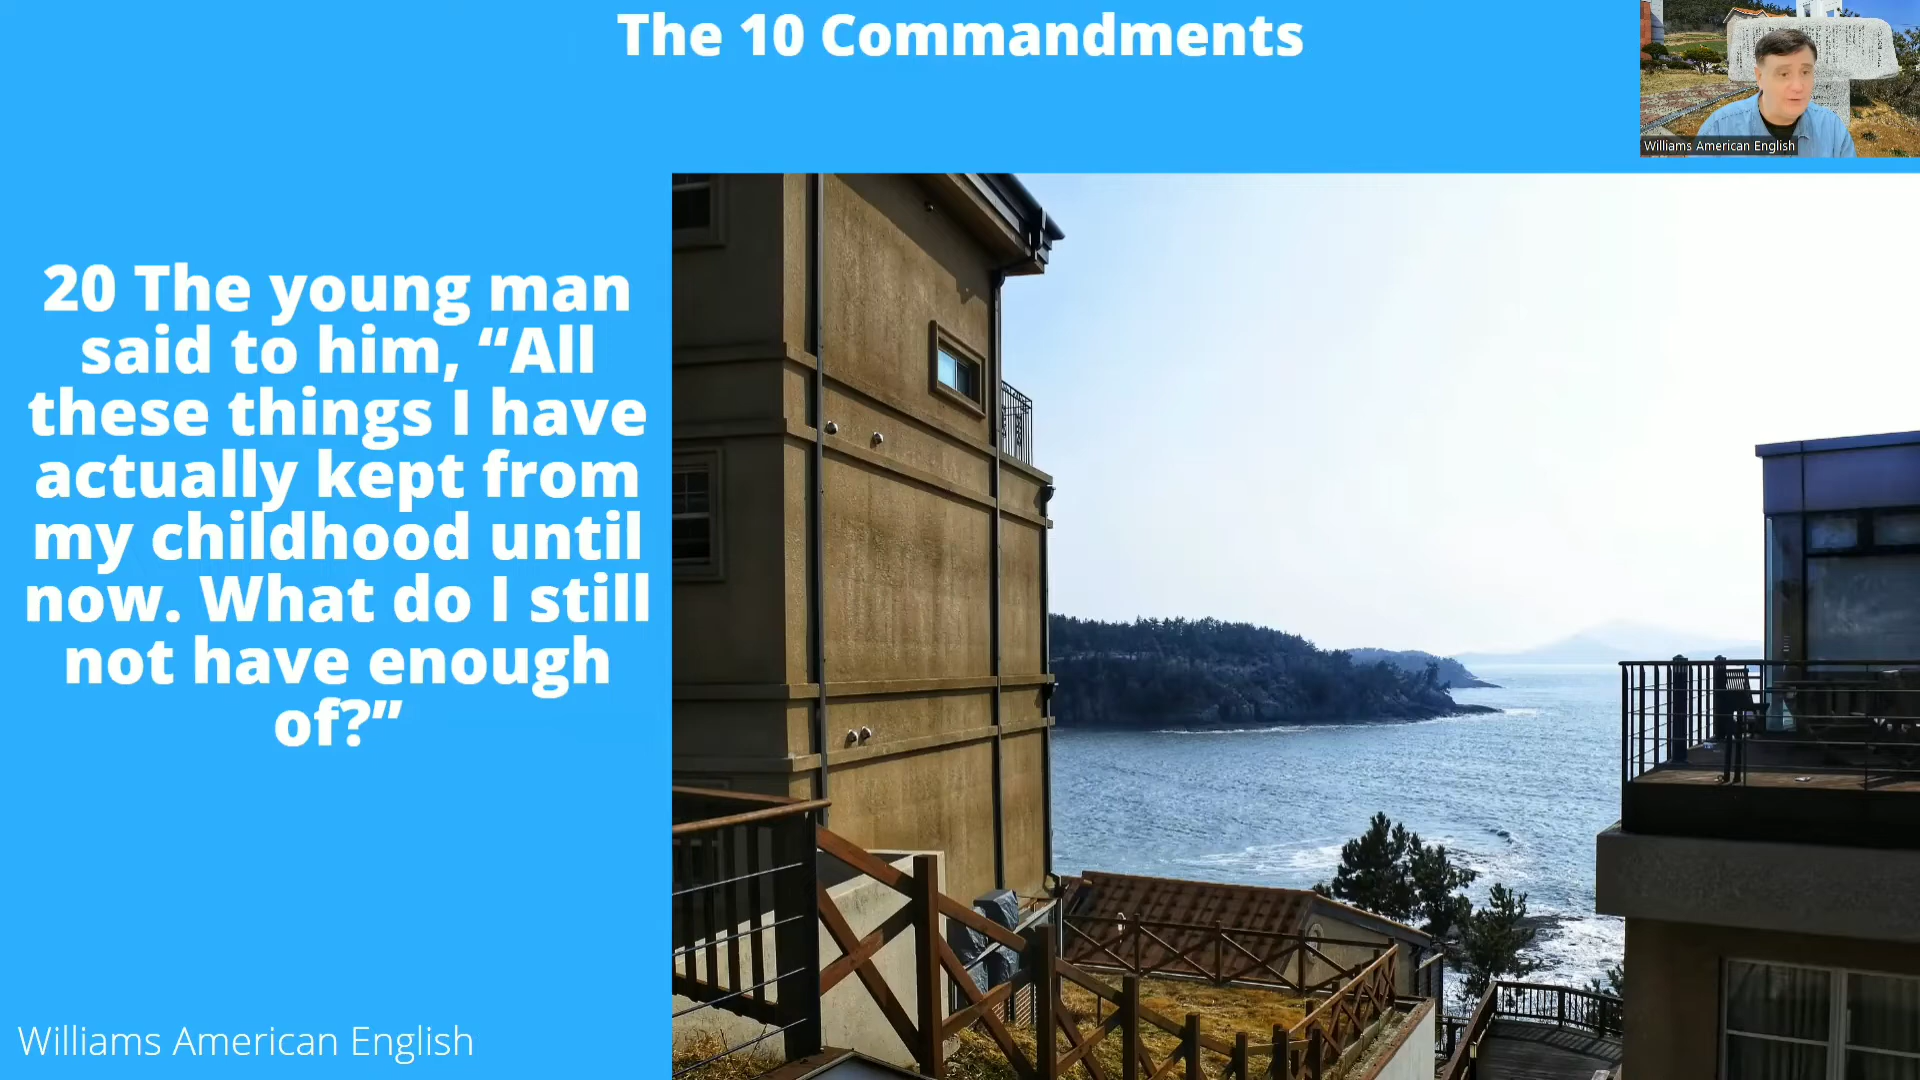 The 10 Commandments
Williams American English
20 The young man
said to him, “All
these things I have
actually kept from
my childhood until
now. What do I still
not have enough
of?”
Williams American English